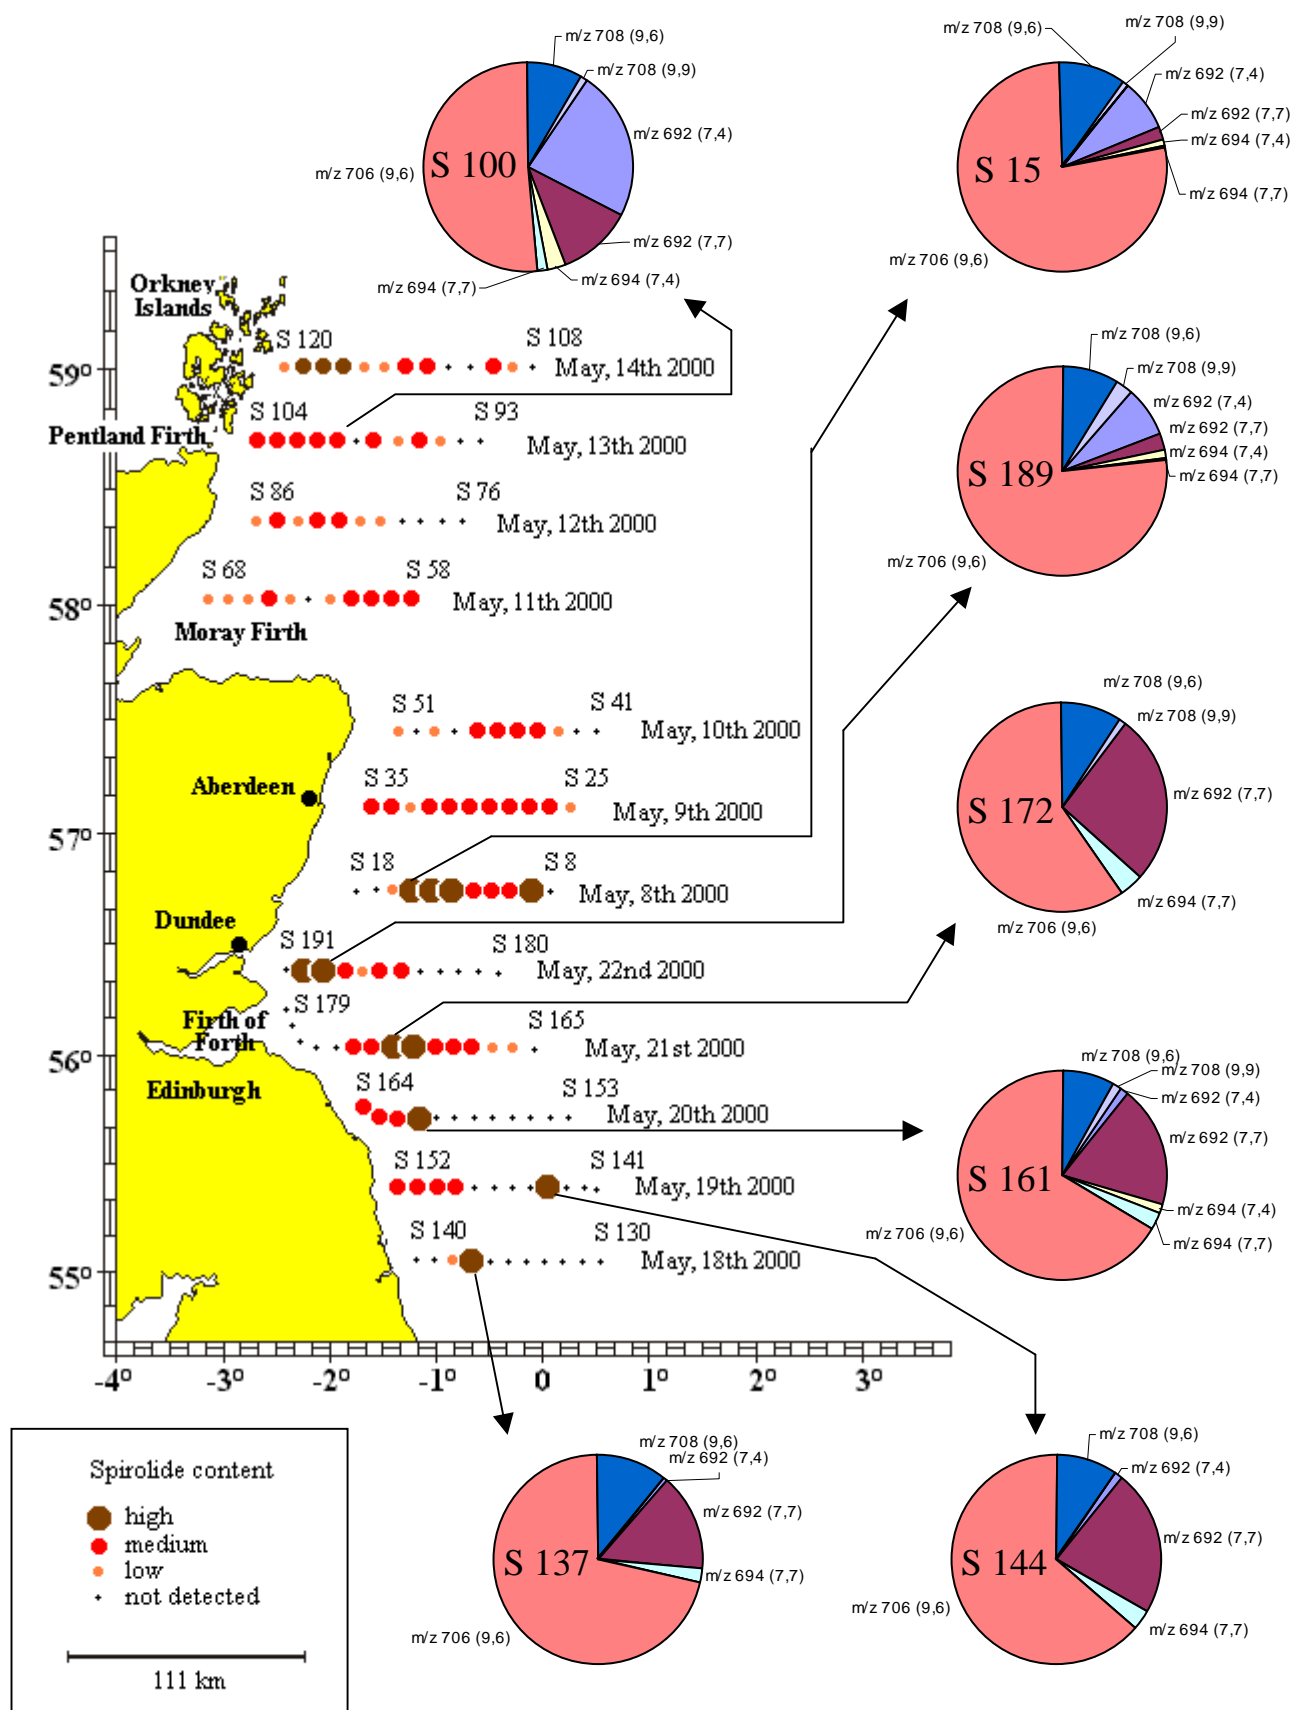 m/z 708 (9,6)
m/z 708 (9,9)
m/z 692 (7,4)
m/z 692 (7,7)
m/z 694 (7,4)
m/z 694 (7,7)
m/z 706 (9,6)
S 100
m/z 708 (9,6)
m/z 708 (9,9)
m/z 692 (7,4)
m/z 692 (7,7)
m/z 694 (7,4)
m/z 694 (7,7)
m/z 706 (9,6)
S 15
m/z 708 (9,6)
m/z 708 (9,9)
m/z 692 (7,4)
m/z 692 (7,7)
m/z 694 (7,4)
m/z 694 (7,7)
m/z 706 (9,6)
S 189
m/z 708 (9,6)
m/z 708 (9,9)
m/z 692 (7,7)
m/z 694 (7,7)
m/z 706 (9,6)
S 172
m/z 708 (9,6)
m/z 708 (9,9)
m/z 692 (7,4)
m/z 692 (7,7)
m/z 694 (7,4)
m/z 694 (7,7)
m/z 706 (9,6)
S 161
m/z 708 (9,6)
m/z 692 (7,4)
m/z 692 (7,7)
m/z 694 (7,7)
m/z 706 (9,6)
S 144
m/z 708 (9,6)
m/z 692 (7,4)
m/z 692 (7,7)
m/z 694 (7,7)
m/z 706 (9,6)
S 137
Orkney
Islands
S 120
S 108
May, 14th 2000
59°
S 104
S 93
Pentland Firth
May, 13th 2000
S 86
S 76
May, 12th 2000
S 68
S 58
58°
May, 11th 2000
Moray Firth
S 51
S 41
May, 10th 2000
Aberdeen
S 35
S 25
May, 9th 2000
57°
S 18
S 8
May, 8th 2000
Dundee
S 191
S 180
May, 22nd 2000
S 179
Firth of
Forth
S 165
May, 21st 2000
56°
Edinburgh
S 164
S 153
May, 20th 2000
S 152
S 141
May, 19th 2000
S 140
S 130
May, 18th 2000
55°
-4° -3° -2° -1° 0 1° 2° 3°
Spirolide content
high
medium
low
not detected
111 km